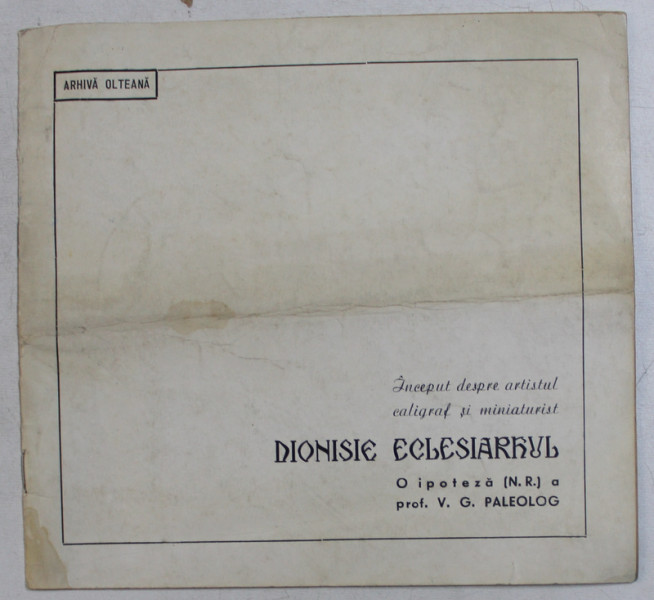 ARHIVĂ OLTEANĂ
Început despre artistul
caligraf și miniaturist
DIONISIE ECLESIARHUL
O ipoteză (N.R.) a
prof. V. G. PALEOLOG